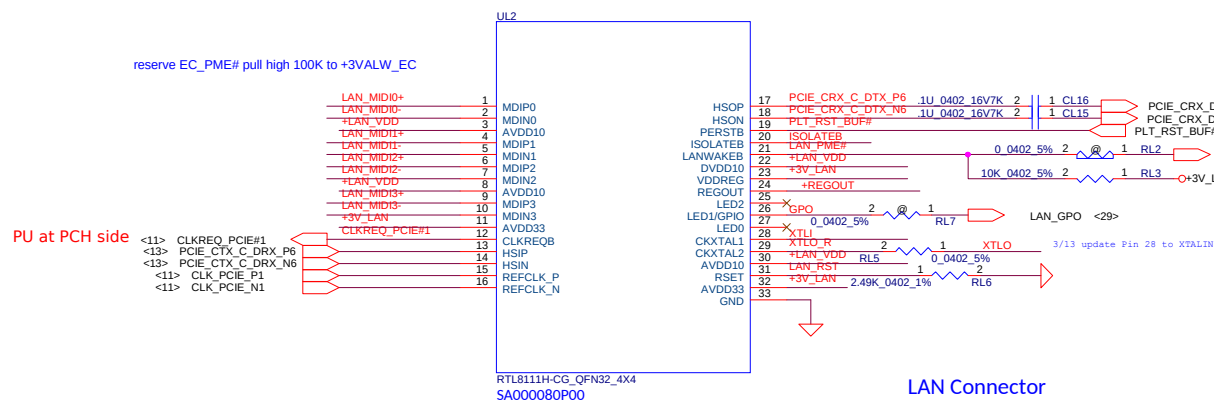 UL2
reserve EC_PME# pull high 100K to +3VALW_EC
LAN_MIDI0+ 1 MDIP0
LAN_MIDI0- 2 MDIN0
+LAN_VDD 3 AVDD10
LAN_MIDI1+ 4 MDIP1
LAN_MIDI1- 5 MDIN1
LAN_MIDI2+ 6 MDIP2
LAN_MIDI2- 7 MDIN2
+LAN_VDD 8 AVDD10
LAN_MIDI3+ 9 MDIP3
LAN_MIDI3- 10 MDIN3
+3V_LAN 11 AVDD33
PU at PCH side
<11> CLKREQ_PCIE#1 CLKREQ_PCIE#1 12 CLKREQB
<13> PCIE_CTX_C_DRX_P6 13 HSIP
<13> PCIE_CTX_C_DRX_N6 14 HSIN
<11> CLK_PCIE_P1 15 REFCLK_P
<11> CLK_PCIE_N1 16 REFCLK_N
HSOP 17 PCIE_CRX_C_DTX_P6 .1U_0402_16V7K 2 1 CL16 PCIE_CRX_D
HSON 18 PCIE_CRX_C_DTX_N6 .1U_0402_16V7K 2 1 CL15 PCIE_CRX_D
PERSTB 19 PLT_RST_BUF# PLT_RST_BUF#
ISOLATEB 20 ISOLATEB
LANWAKEB 21 LAN_PME# 0_0402_5% 2 @ 1 RL2
DVDD10 22 +LAN_VDD
VDDREG 23 +3V_LAN 10K_0402_5% 2 1 RL3 +3V_L
REGOUT 24 +REGOUT
LED2 25
LED1/GPIO 26 GPO 0_0402_5% 2 @ 1 RL7 LAN_GPO <29>
LED0 27
CKXTAL1 28 XTLI
CKXTAL2 29 XTLO_R RL5 2 1 0_0402_5% XTLO
3/13 update Pin 28 to XTALIN
AVDD10 30 +LAN_VDD
RSET 31 LAN_RST 2.49K_0402_1% 1 2 RL6
AVDD33 32 +3V_LAN
GND 33
RTL8111H-CG_QFN32_4X4
SA000080P00
LAN Connector